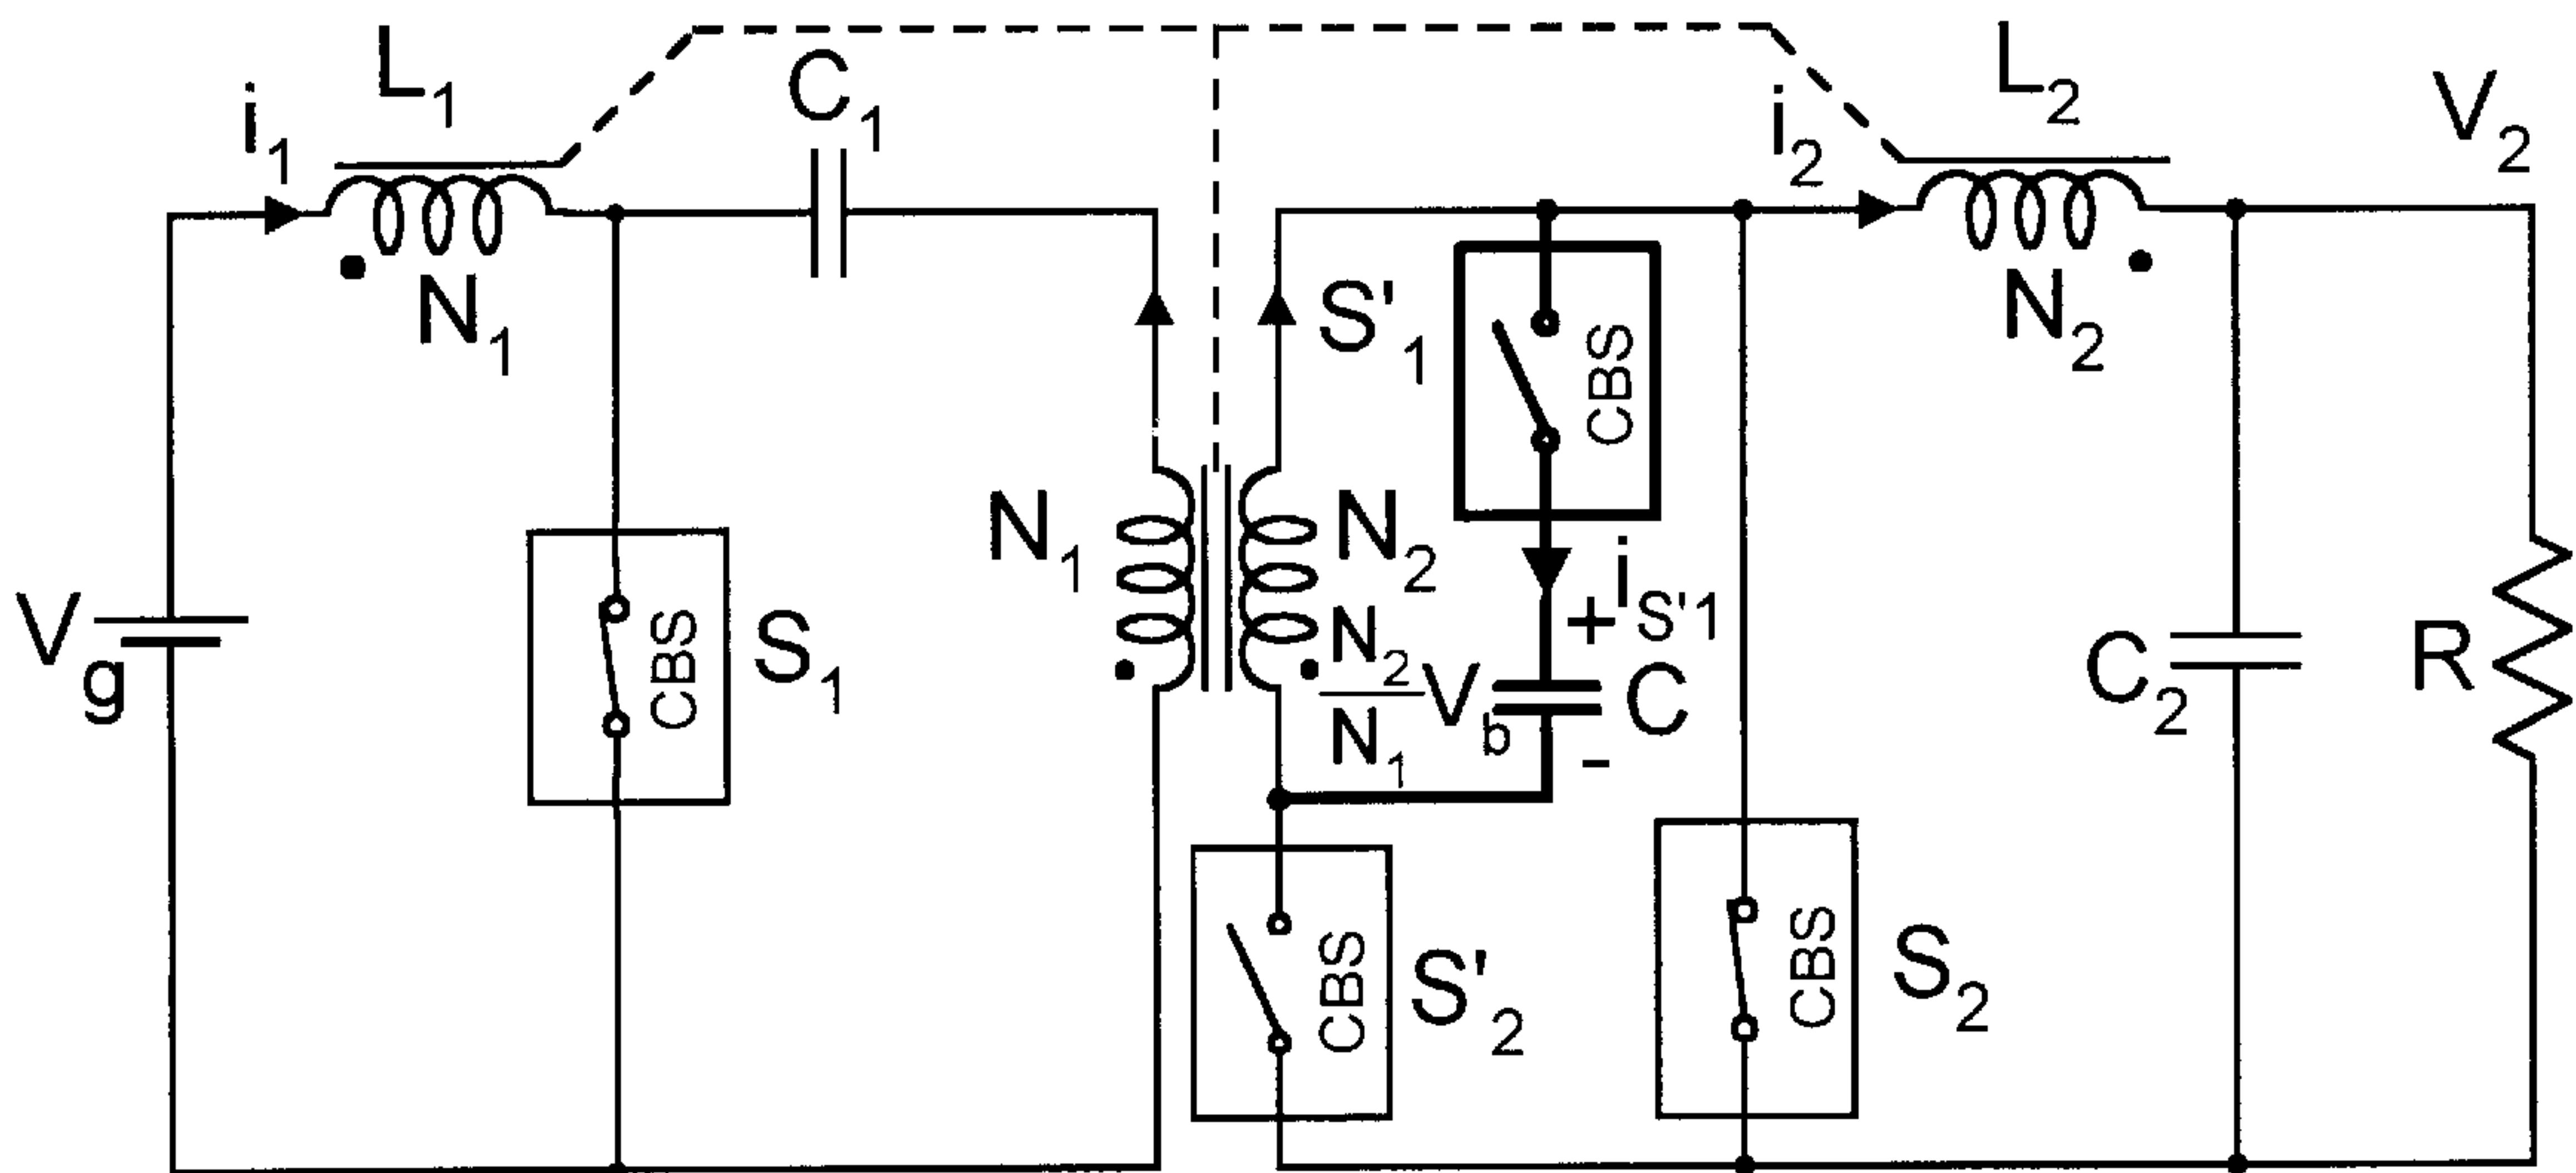 L1
i1
N1
C1
Vg
CBS
S1
N1
N2
S'1
CBS
iS'1
+
N2/N1 Vb
C
-
CBS
S'2
CBS
S2
i2
L2
N2
V2
C2
R